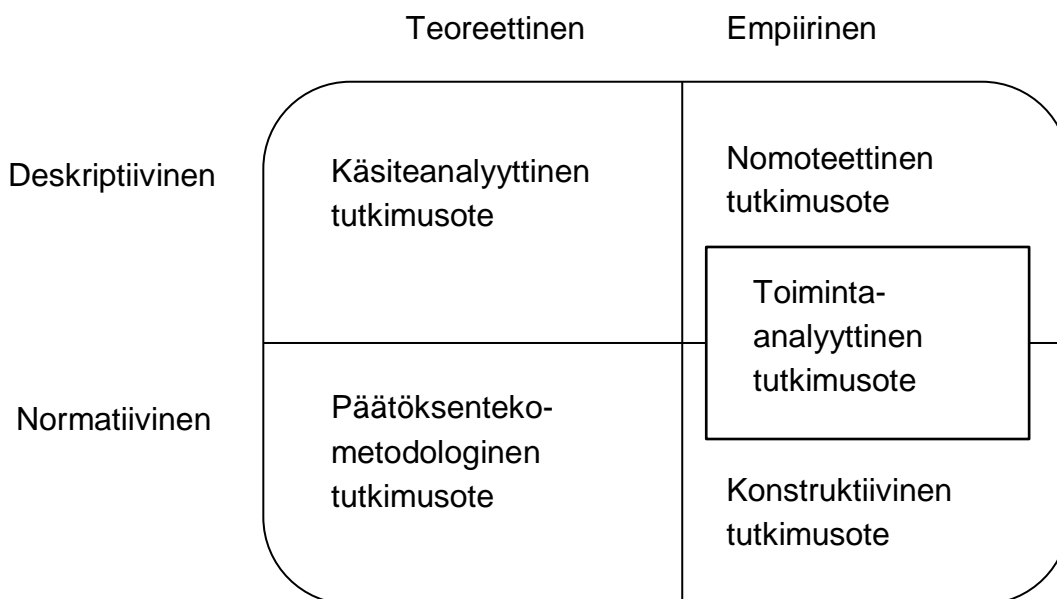 Teoreettinen Empiirinen
Deskriptiivinen
Käsiteanalyyttinen
tutkimusote
Nomoteettinen
tutkimusote
Toiminta-
analyyttinen
tutkimusote
Normatiivinen
Päätöksenteko-
metodologinen
tutkimusote
Konstruktiivinen
tutkimusote